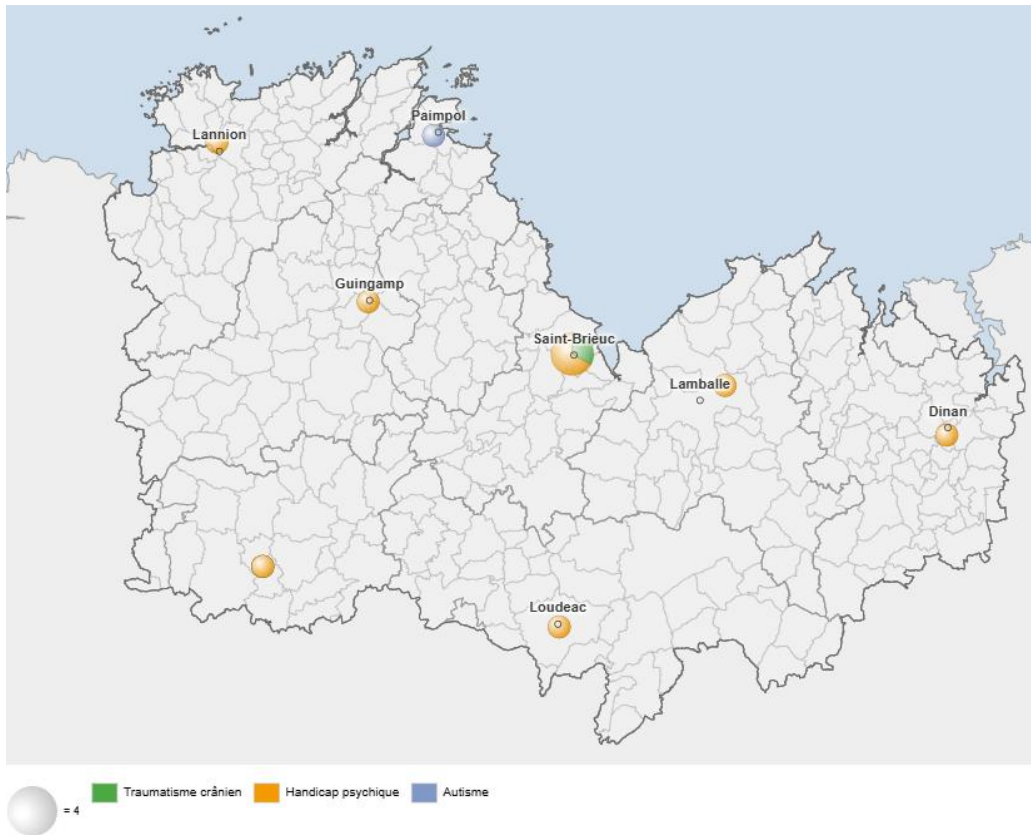 Paimpol
Lannion
Guingamp
Saint-Brieuc
Lamballe
Dinan
Loudeac
= 4
Traumatisme crânien
Handicap psychique
Autisme